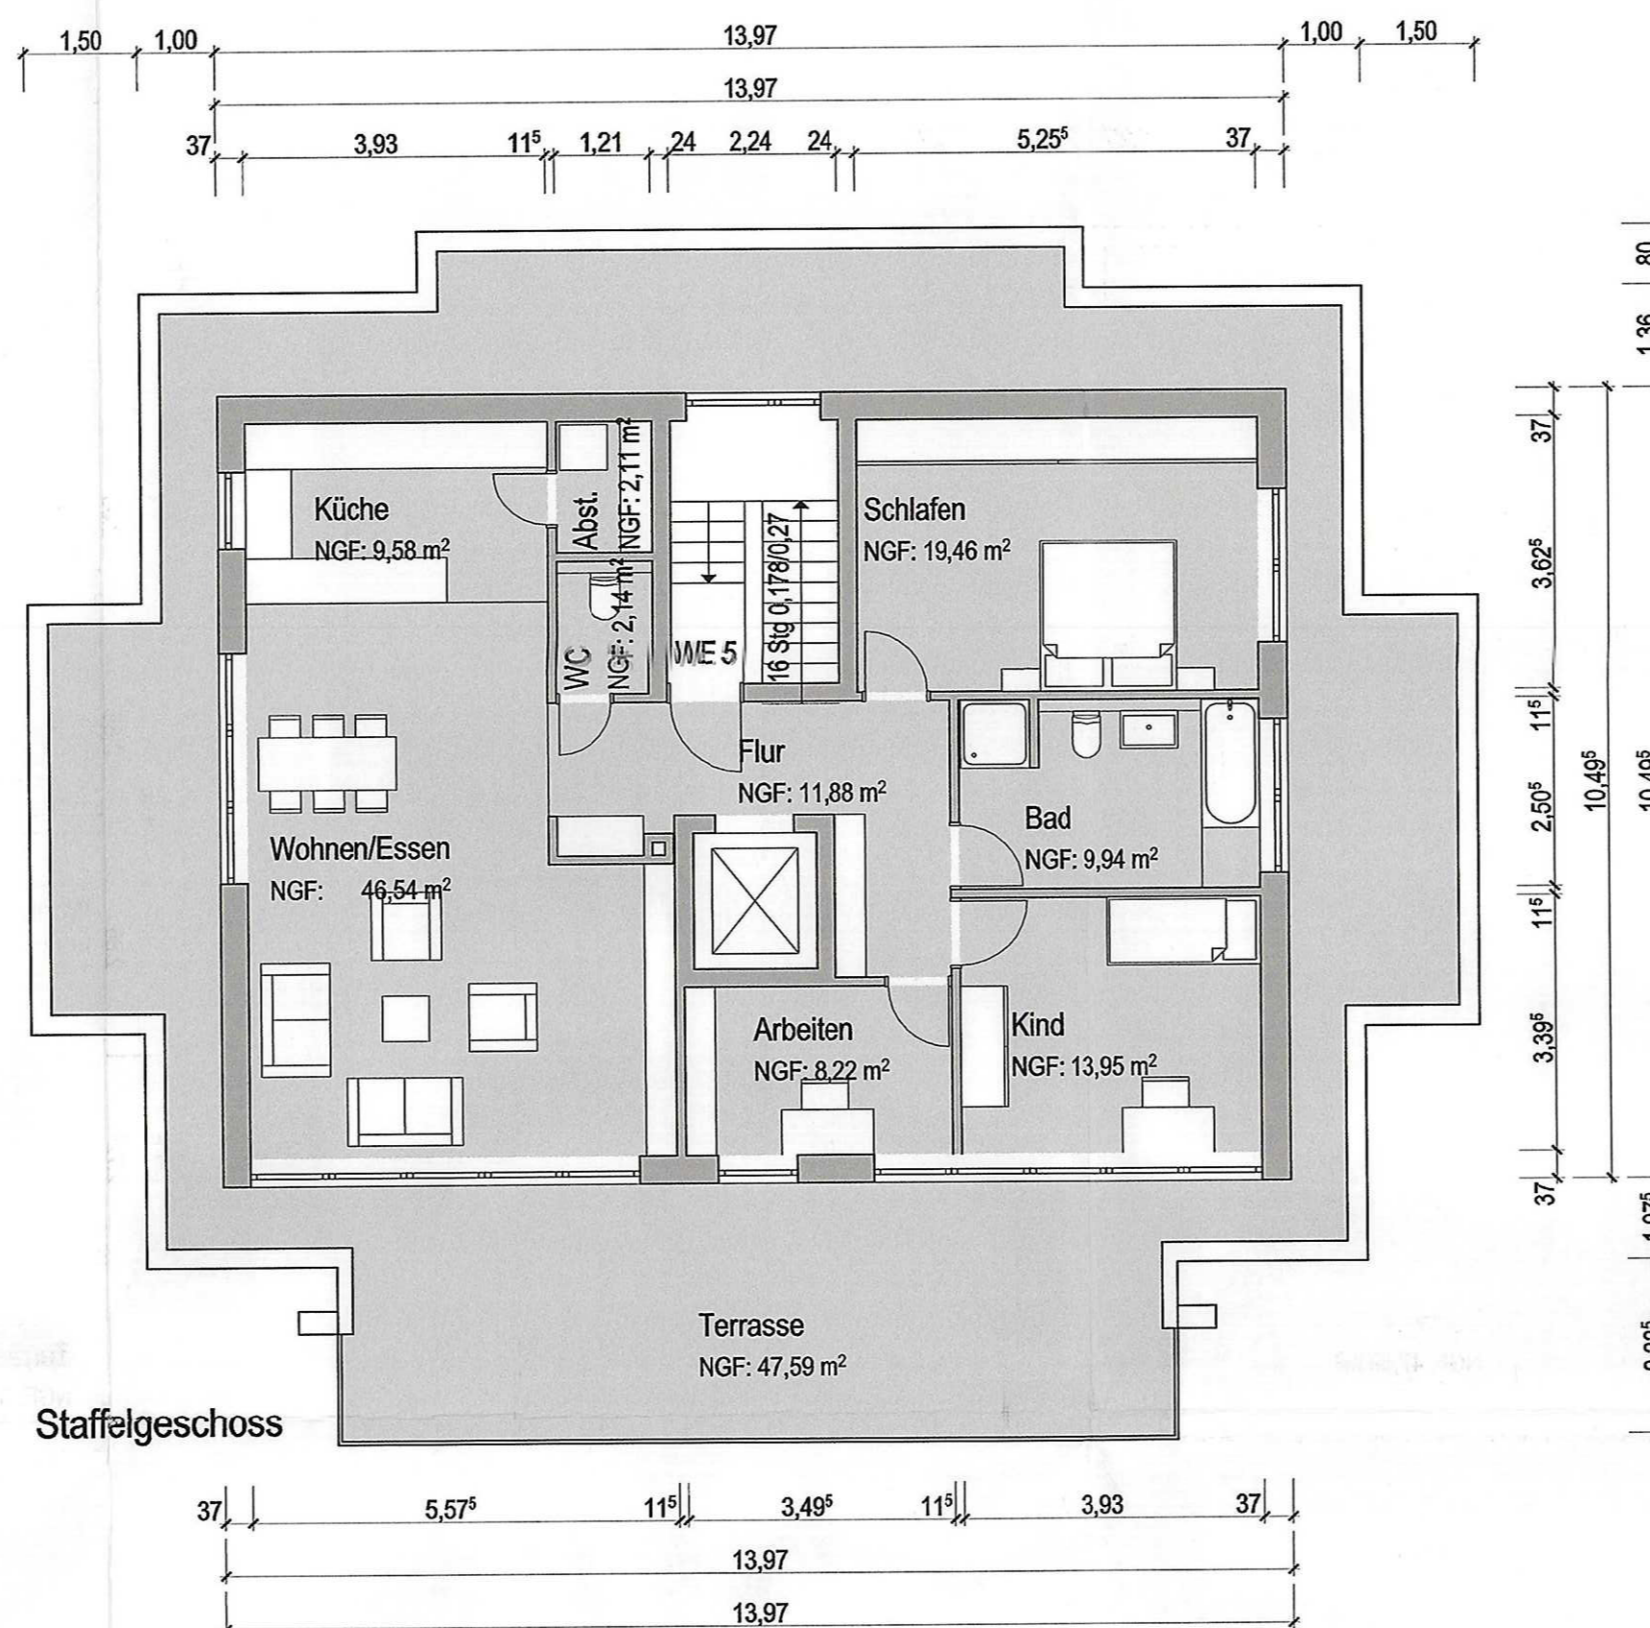 1,50 1,00 13,97 1,00 1,50
13,97
37 3,93 11⁵ 1,21 24 2,24 24 5,25⁵ 37
80
1,36
Küche
NGF: 9,58 m²
Abst.
NGF: 2,11 m²
WC
NGF: 2,14 m²
WE 5
16 Stg 0,178/0,27
Schlafen
NGF: 19,46 m²
37
3,62⁵
11⁵
2,50⁵
11⁵
3,39⁵
37
10,49⁵
10,49⁵
Flur
NGF: 11,88 m²
Bad
NGF: 9,94 m²
Wohnen/Essen
NGF: 46,54 m²
Arbeiten
NGF: 8,22 m²
Kind
NGF: 13,95 m²
Terrasse
NGF: 47,59 m²
Staffelgeschoss
37 5,57⁵ 11⁵ 3,49⁵ 11⁵ 3,93 37
13,97
13,97